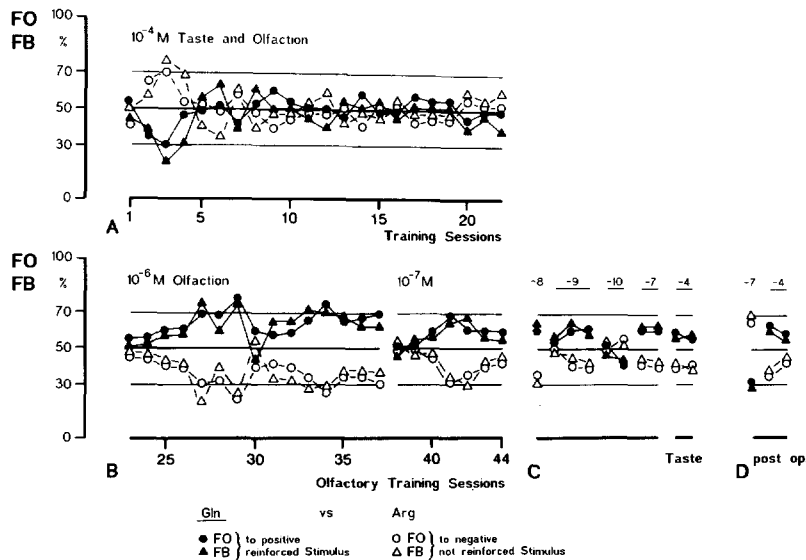 FO 100
FB %
10⁻⁴M Taste and Olfaction
70
50
30
0
1 5 10 15 20
A Training Sessions
FO 100
FB %
10⁻⁶M Olfaction 10⁻⁷M -8 -9 -10 -7 -4 -7 -4
70
50
30
0
25 30 35 40 44
B C Taste D post op
Olfactory Training Sessions
Gln vs Arg
● FO } to positive ○ FO } to negative
▲ FB } reinforced Stimulus △ FB } not reinforced Stimulus